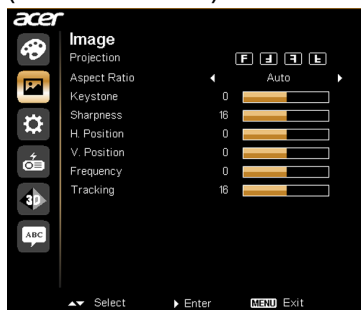 acer
Image
Projection F
Aspect Ratio Auto
Keystone 0
Sharpness 16
H. Position 0
V. Position 0
Frequency 0
Tracking 16
3D
ABC
Select Enter MENU Exit